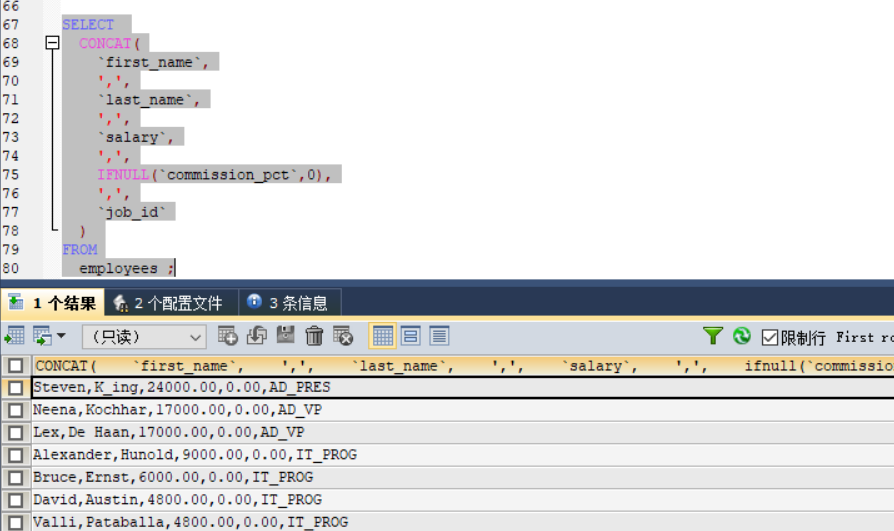 66
67 SELECT
68 CONCAT(
69 `first_name`,
70 ',',
71 `last_name`,
72 ',',
73 `salary`,
74 ',',
75 IFNULL(`commission_pct`,0),
76 ',',
77 `job_id`
78 )
79 FROM
80 employees ;
1 个结果 2 个配置文件 3 条信息
(只读) 限制行 First ro
CONCAT( `first_name`, ',', `last_name`, ',', `salary`, ',', ifnull(`commissio
Steven,K_ing,24000.00,0.00,AD_PRES
Neena,Kochhar,17000.00,0.00,AD_VP
Lex,De Haan,17000.00,0.00,AD_VP
Alexander,Hunold,9000.00,0.00,IT_PROG
Bruce,Ernst,6000.00,0.00,IT_PROG
David,Austin,4800.00,0.00,IT_PROG
Valli,Pataballa,4800.00,0.00,IT_PROG